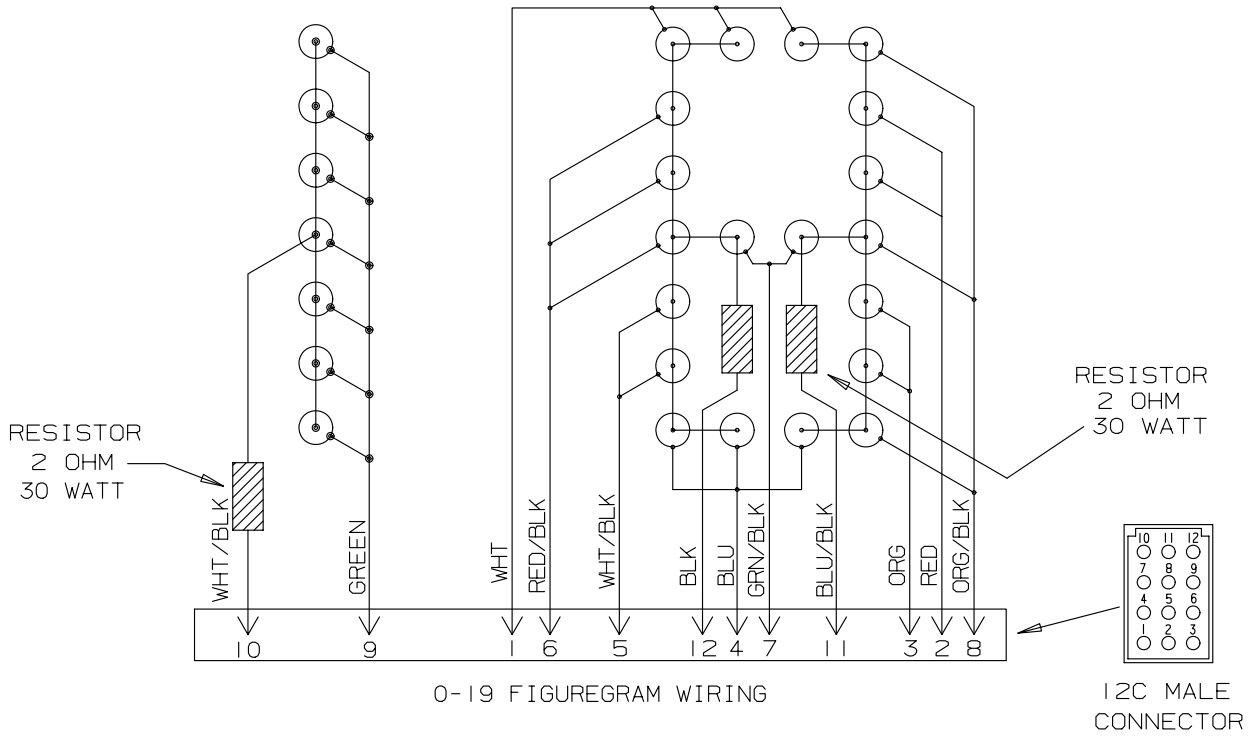 RESISTOR
2 OHM
30 WATT
RESISTOR
2 OHM
30 WATT
WHT/BLK
GREEN
WHT
RED/BLK
WHT/BLK
BLK
BLU
GRN/BLK
BLU/BLK
ORG
RED
ORG/BLK
10 9 1 6 5 12 4 7 11 3 2 8
10 11 12
7 8 9
4 5 6
1 2 3
0-19 FIGUREGRAM WIRING
12C MALE
CONNECTOR